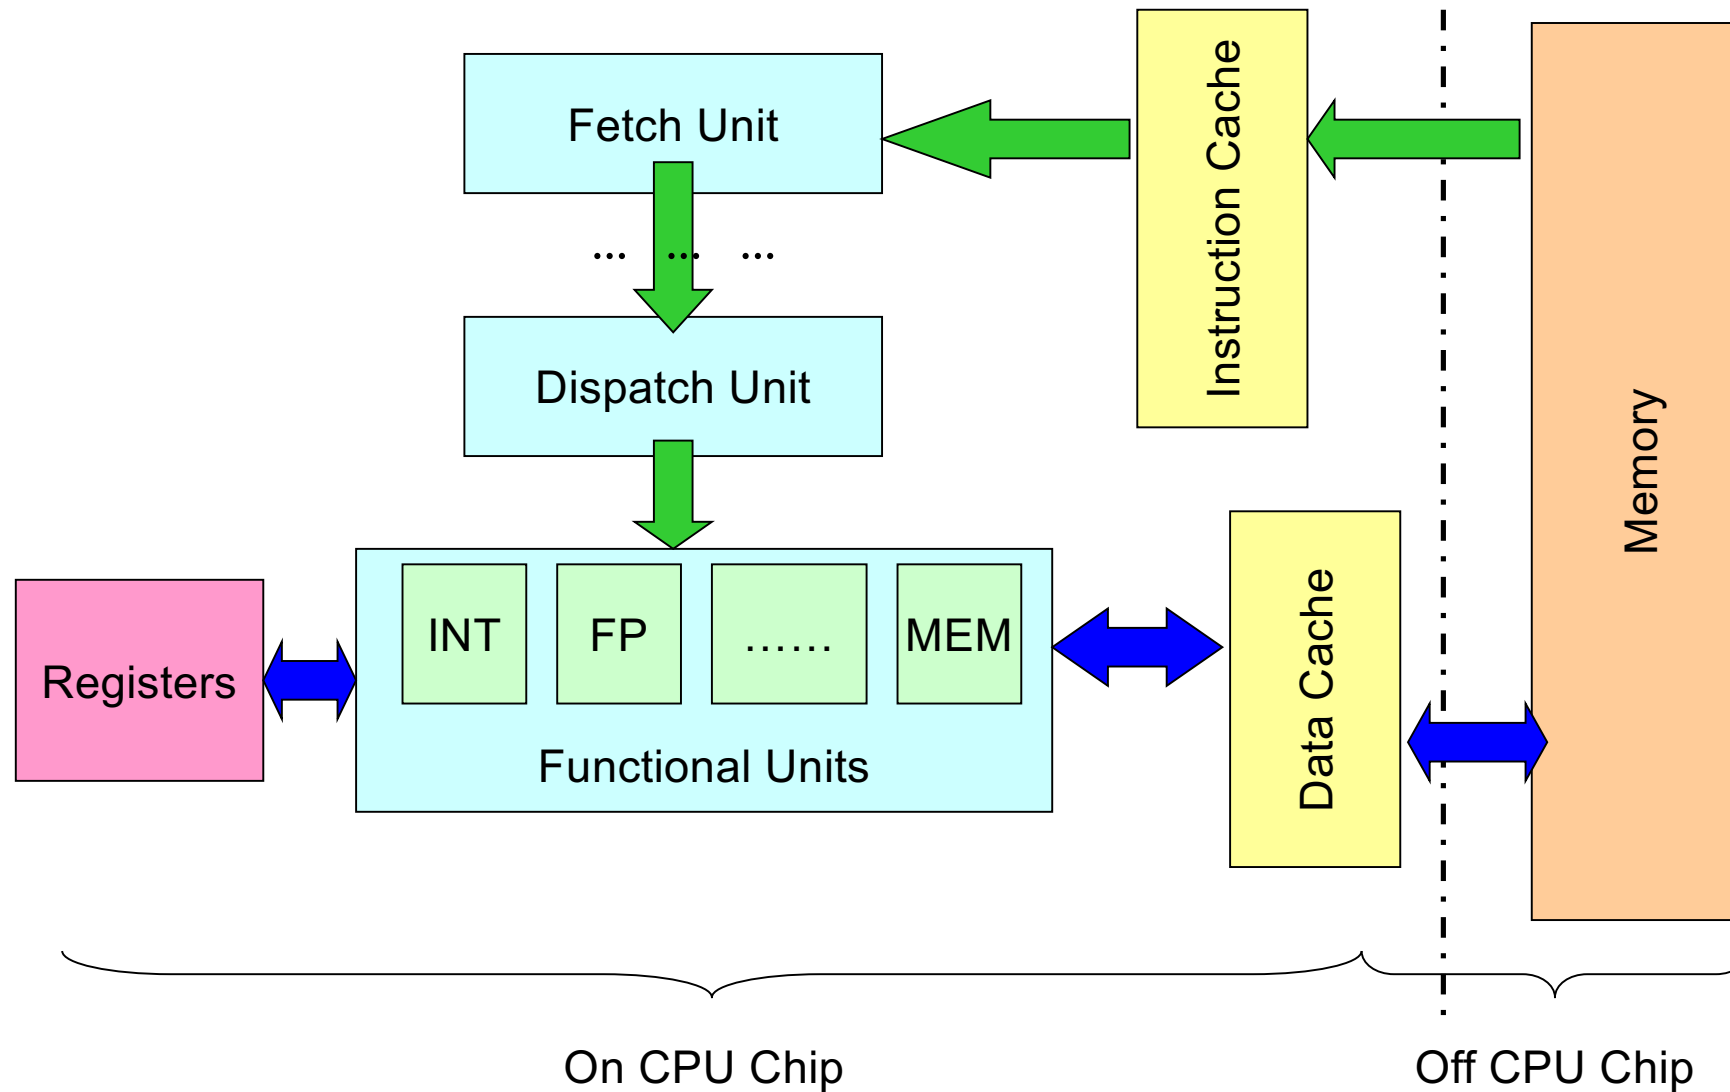 Fetch Unit
... ... ...
Dispatch Unit
Instruction Cache
Memory
Registers
INT
FP
......
MEM
Functional Units
Data Cache
On CPU Chip
Off CPU Chip